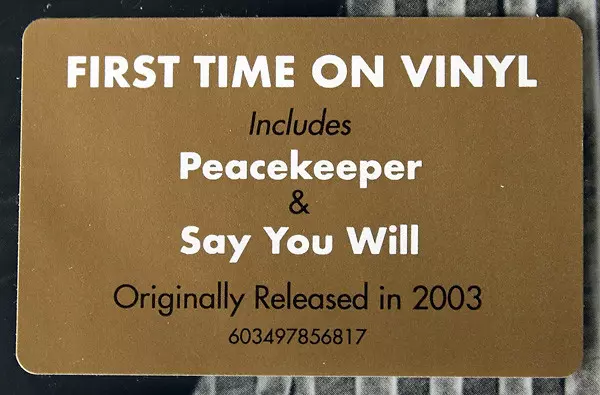 FIRST TIME ON VINYL
Includes
Peacekeeper
&
Say You Will
Originally Released in 2003
603497856817